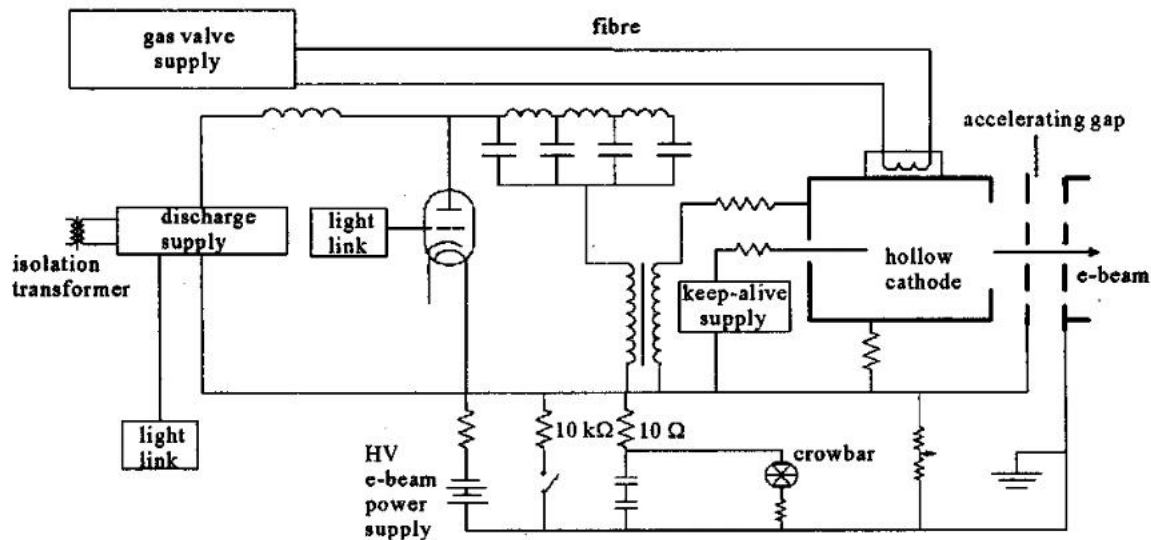 gas valve
supply
fibre
accelerating gap
discharge
supply
light
link
isolation
transformer
keep-alive
supply
hollow
cathode
e-beam
light
link
10 kΩ
10 Ω
HV
e-beam
power
supply
crowbar